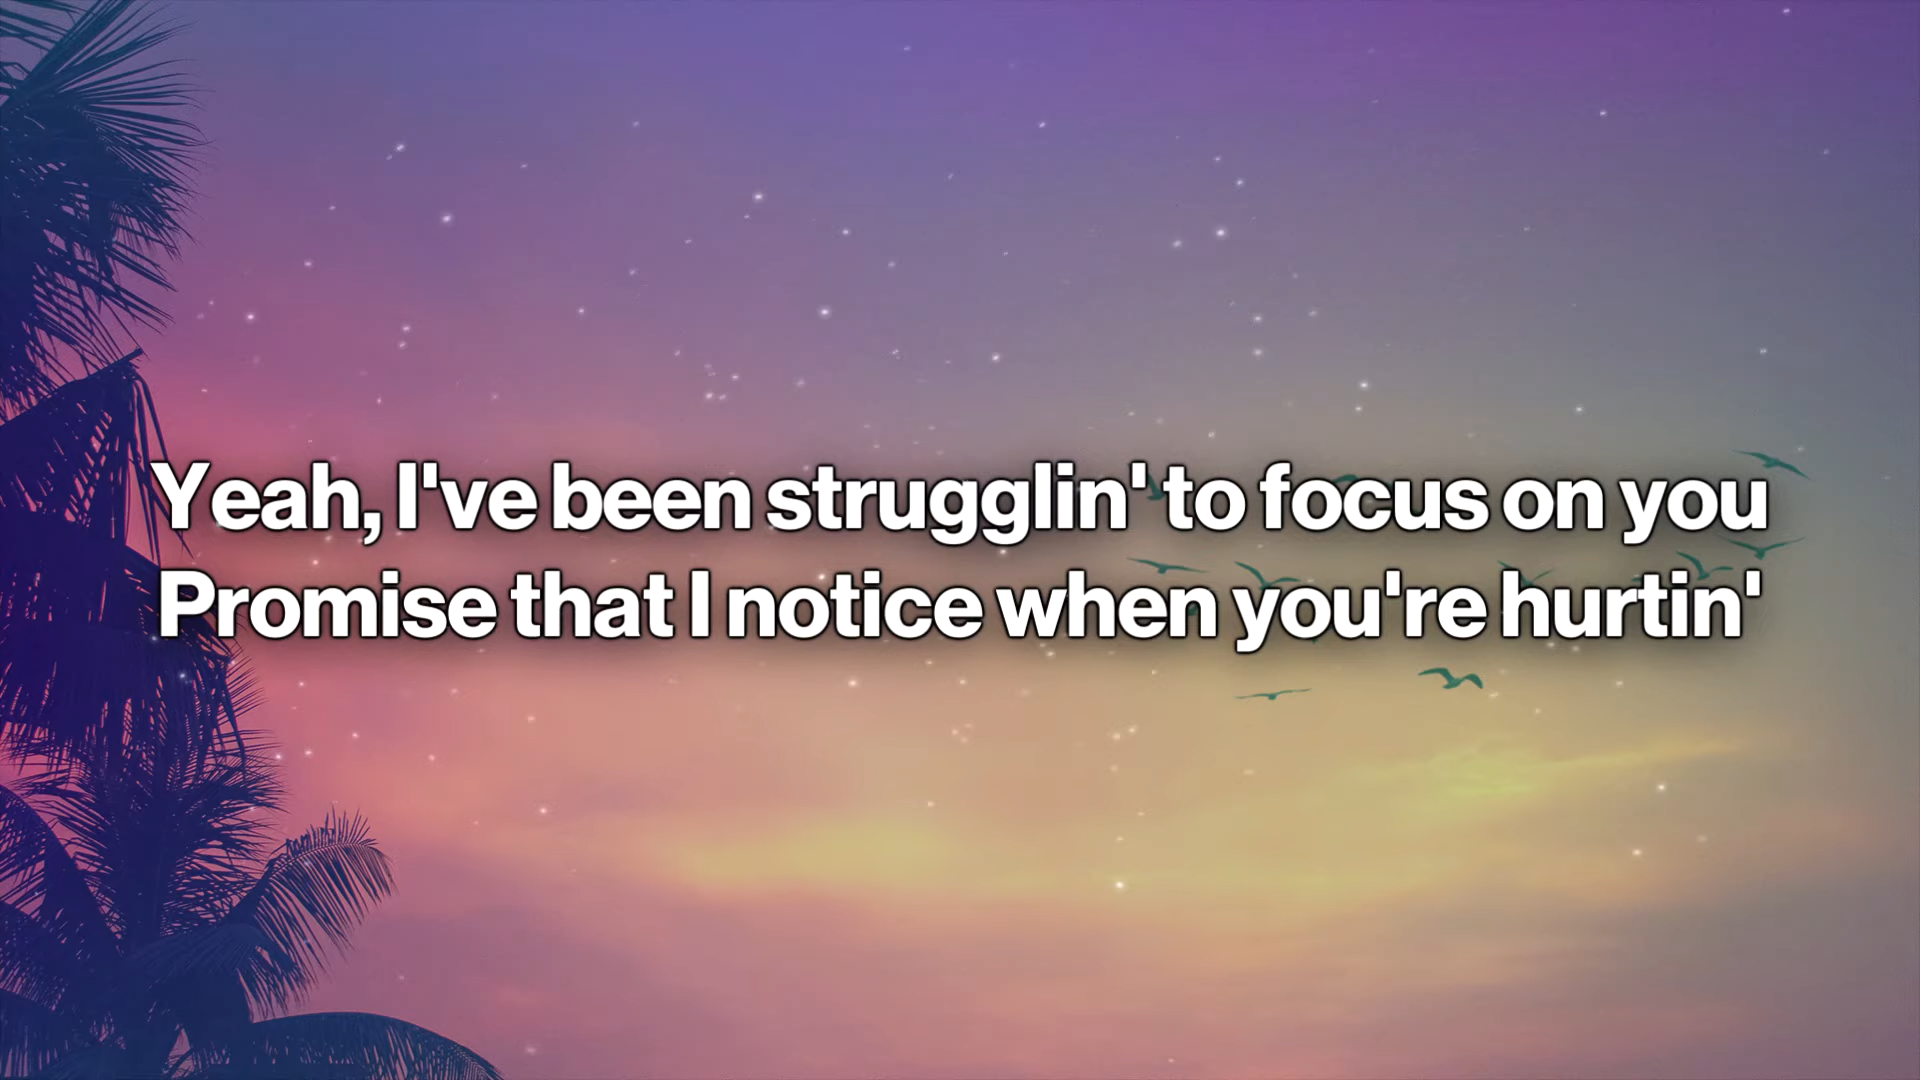 Yeah, I've been strugglin' to focus on you
Promise that I notice when you're hurtin'